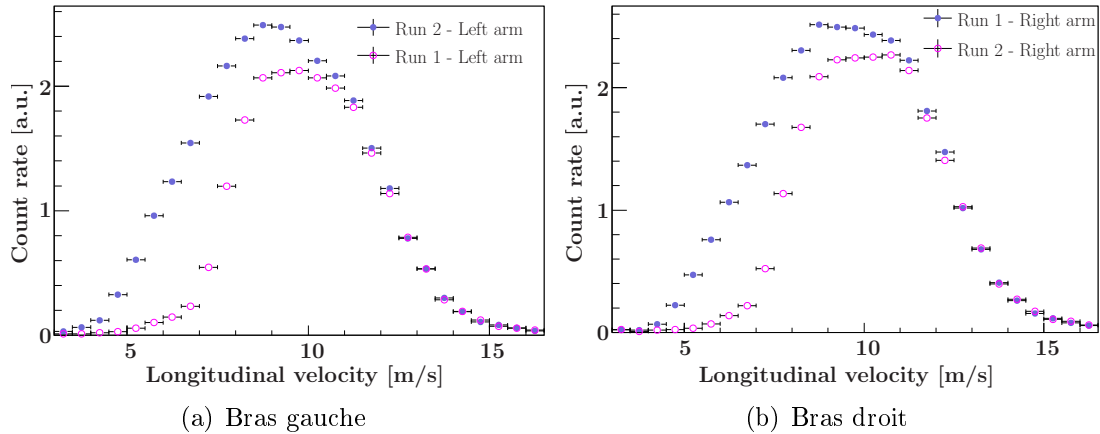 Run 2 - Left arm
Run 1 - Left arm
Count rate [a.u.]
2
1
0
5
10
15
Longitudinal velocity [m/s]
(a) Bras gauche
Run 1 - Right arm
Run 2 - Right arm
Count rate [a.u.]
2
1
0
5
10
15
Longitudinal velocity [m/s]
(b) Bras droit